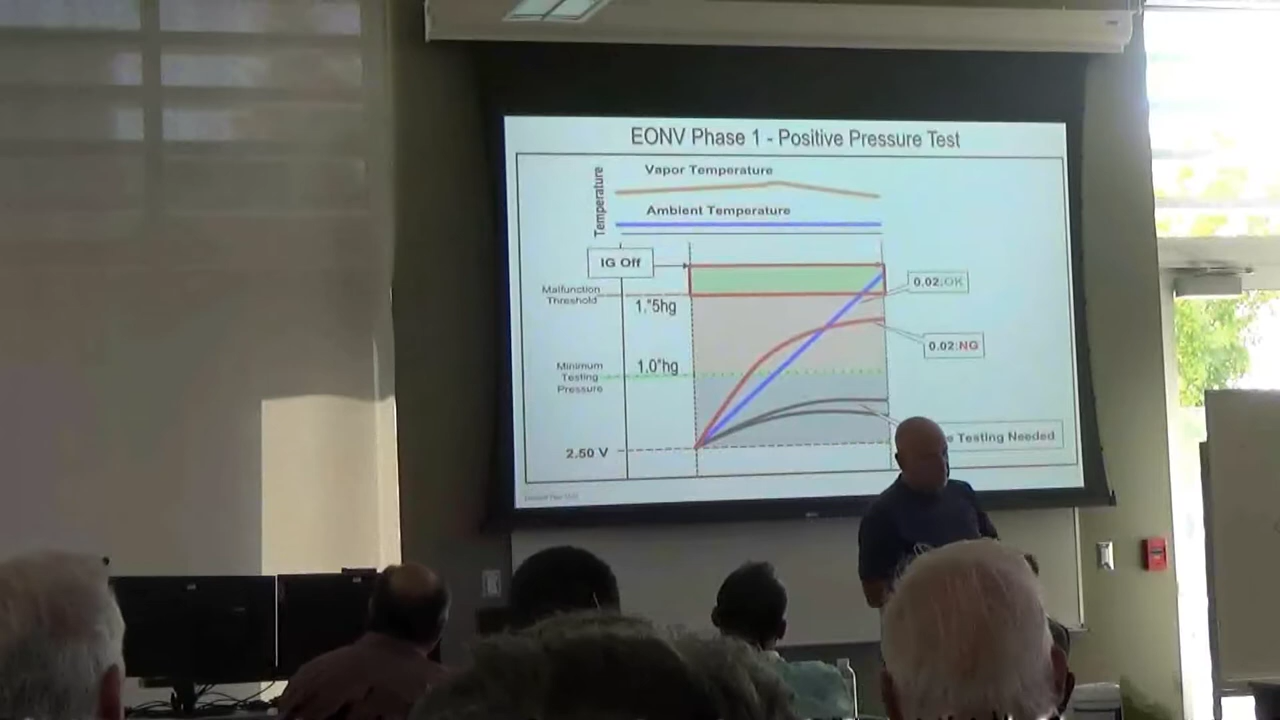 EONV Phase 1 - Positive Pressure Test
Temperature
Vapor Temperature
Ambient Temperature
IG Off
Malfunction
Threshold
1."5hg
0.02:OK
0.02:NG
Minimum
Testing
Pressure
1.0"hg
Testing Needed
2.50 V